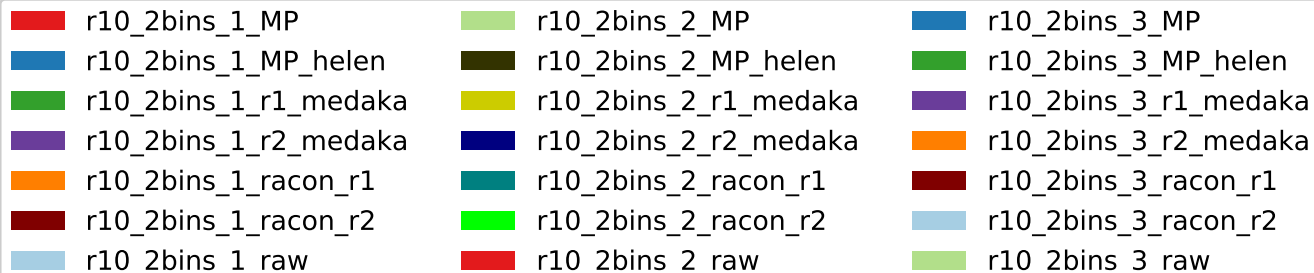 r10_2bins_1_MP r10_2bins_2_MP r10_2bins_3_MP
r10_2bins_1_MP_helen r10_2bins_2_MP_helen r10_2bins_3_MP_helen
r10_2bins_1_r1_medaka r10_2bins_2_r1_medaka r10_2bins_3_r1_medaka
r10_2bins_1_r2_medaka r10_2bins_2_r2_medaka r10_2bins_3_r2_medaka
r10_2bins_1_racon_r1 r10_2bins_2_racon_r1 r10_2bins_3_racon_r1
r10_2bins_1_racon_r2 r10_2bins_2_racon_r2 r10_2bins_3_racon_r2
r10_2bins_1_raw r10_2bins_2_raw r10_2bins_3_raw